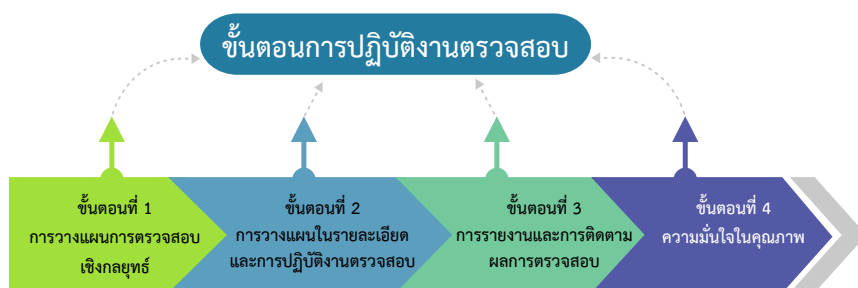 ขั้นตอนการปฏิบัติงานตรวจสอบ
ขั้นตอนที่ 1
การวางแผนการตรวจสอบ
เชิงกลยุทธ์
ขั้นตอนที่ 2
การวางแผนในรายละเอียด
และการปฏิบัติงานตรวจสอบ
ขั้นตอนที่ 3
การรายงานและการติดตาม
ผลการตรวจสอบ
ขั้นตอนที่ 4
ความมั่นใจในคุณภาพ